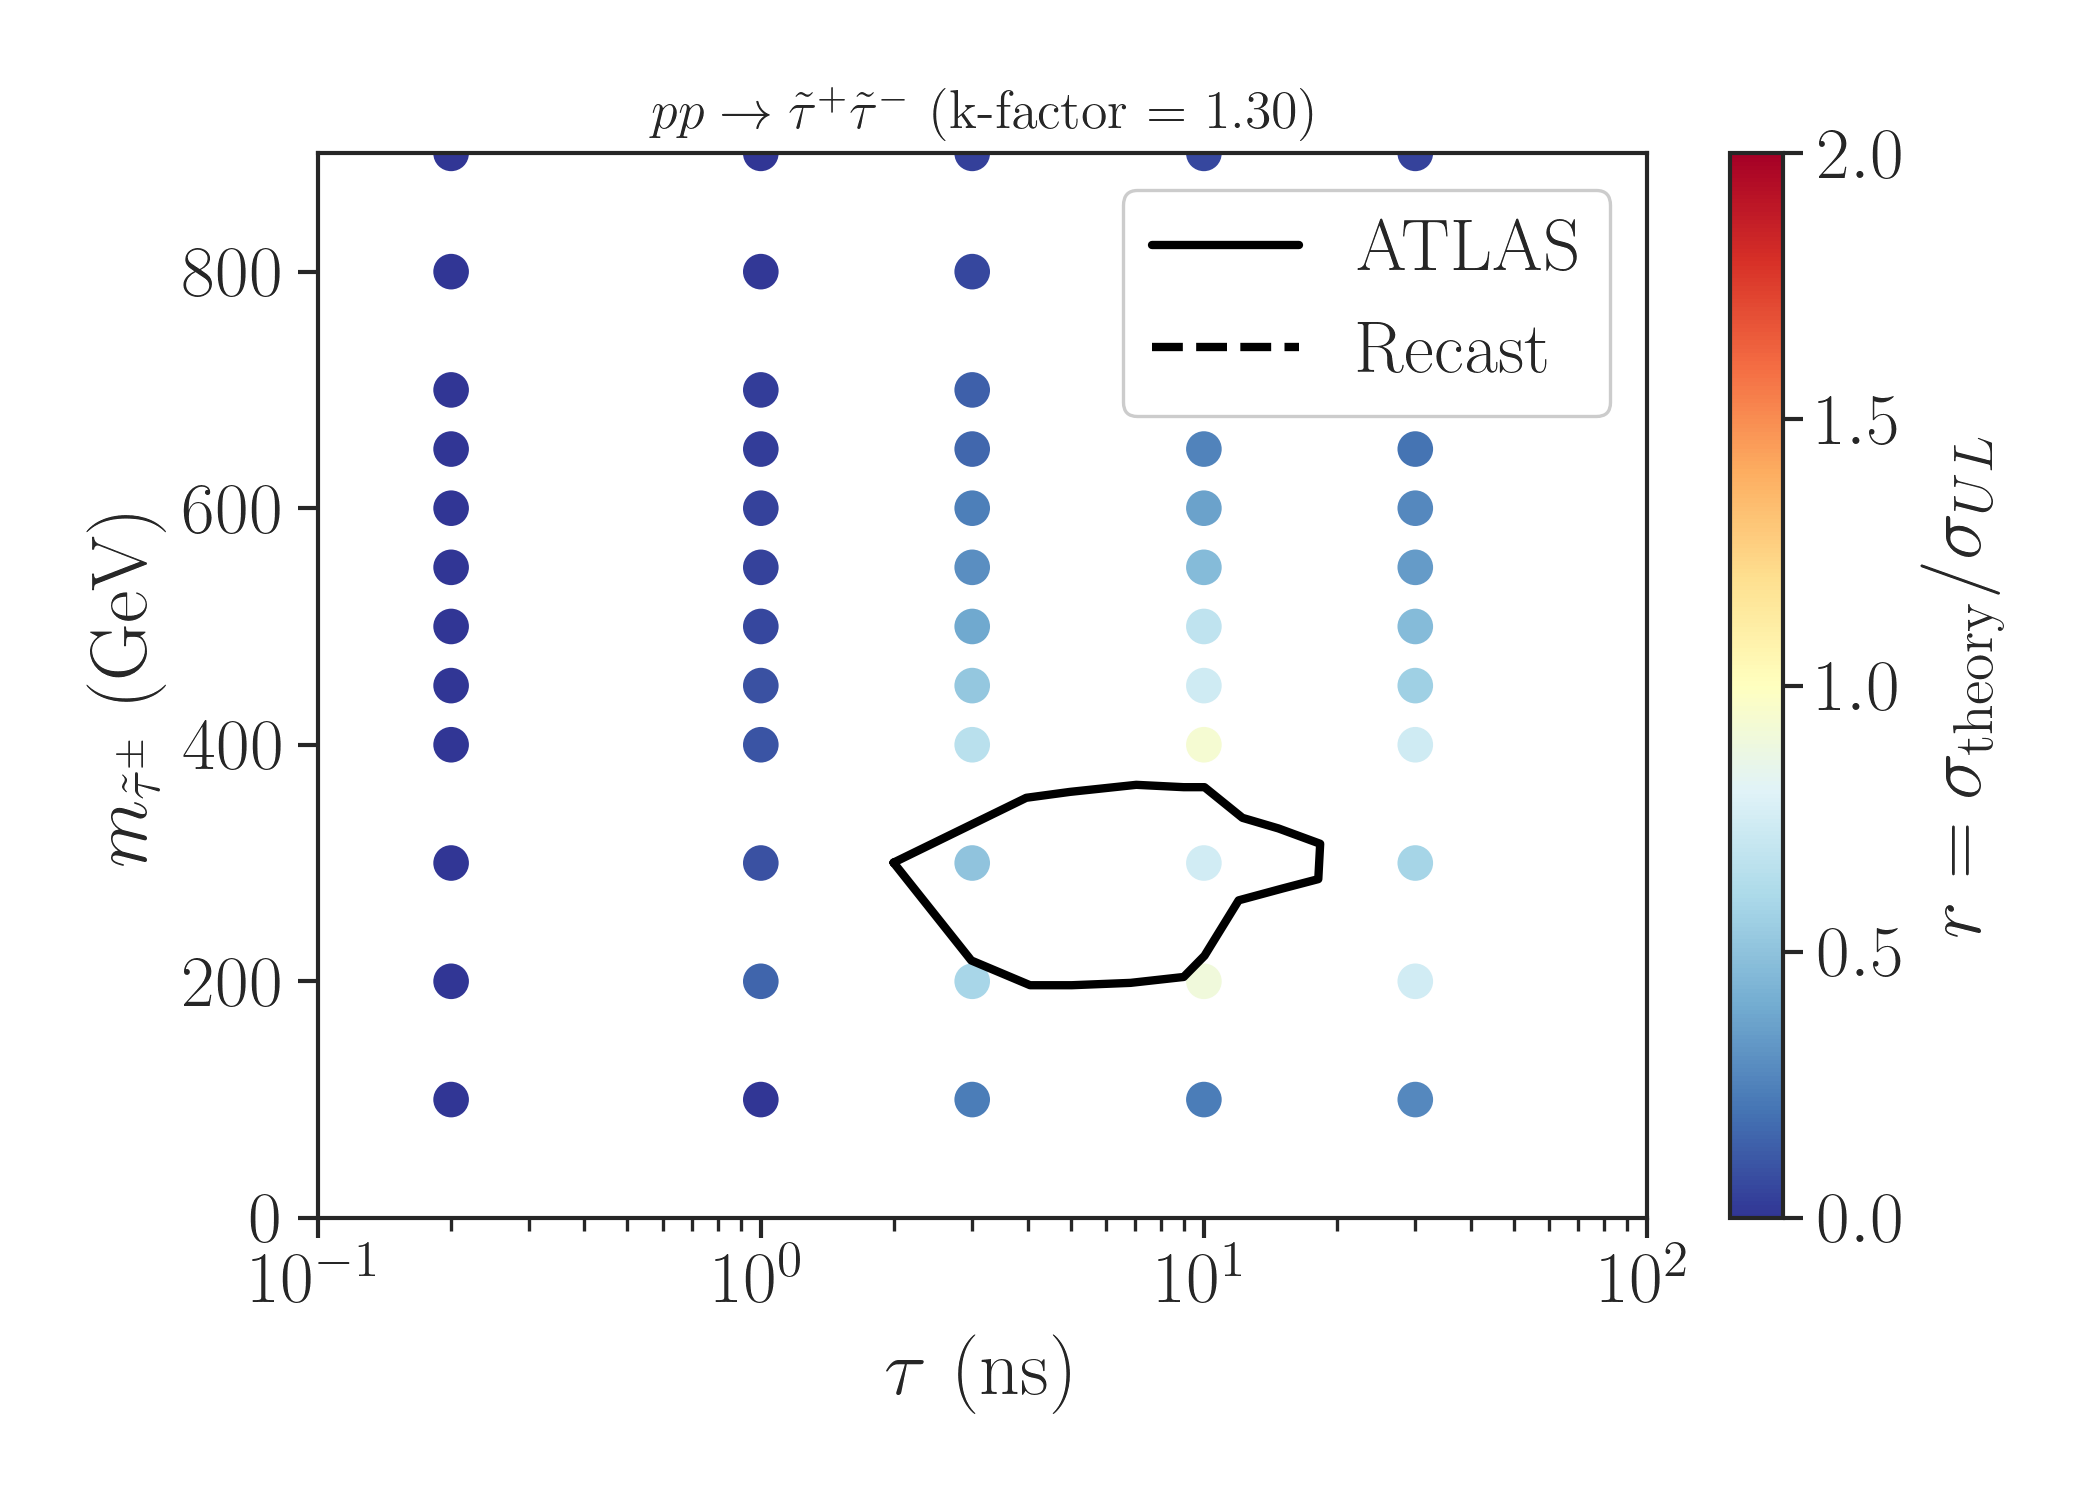 pp → τ̃⁺τ̃⁻ (k-factor = 1.30)
ATLAS
Recast
800
600
400
200
0
10⁻¹
10⁰
10¹
10²
τ (ns)
m_τ̃± (GeV)
2.0
1.5
1.0
0.5
0.0
r = σ_theory/σ_UL